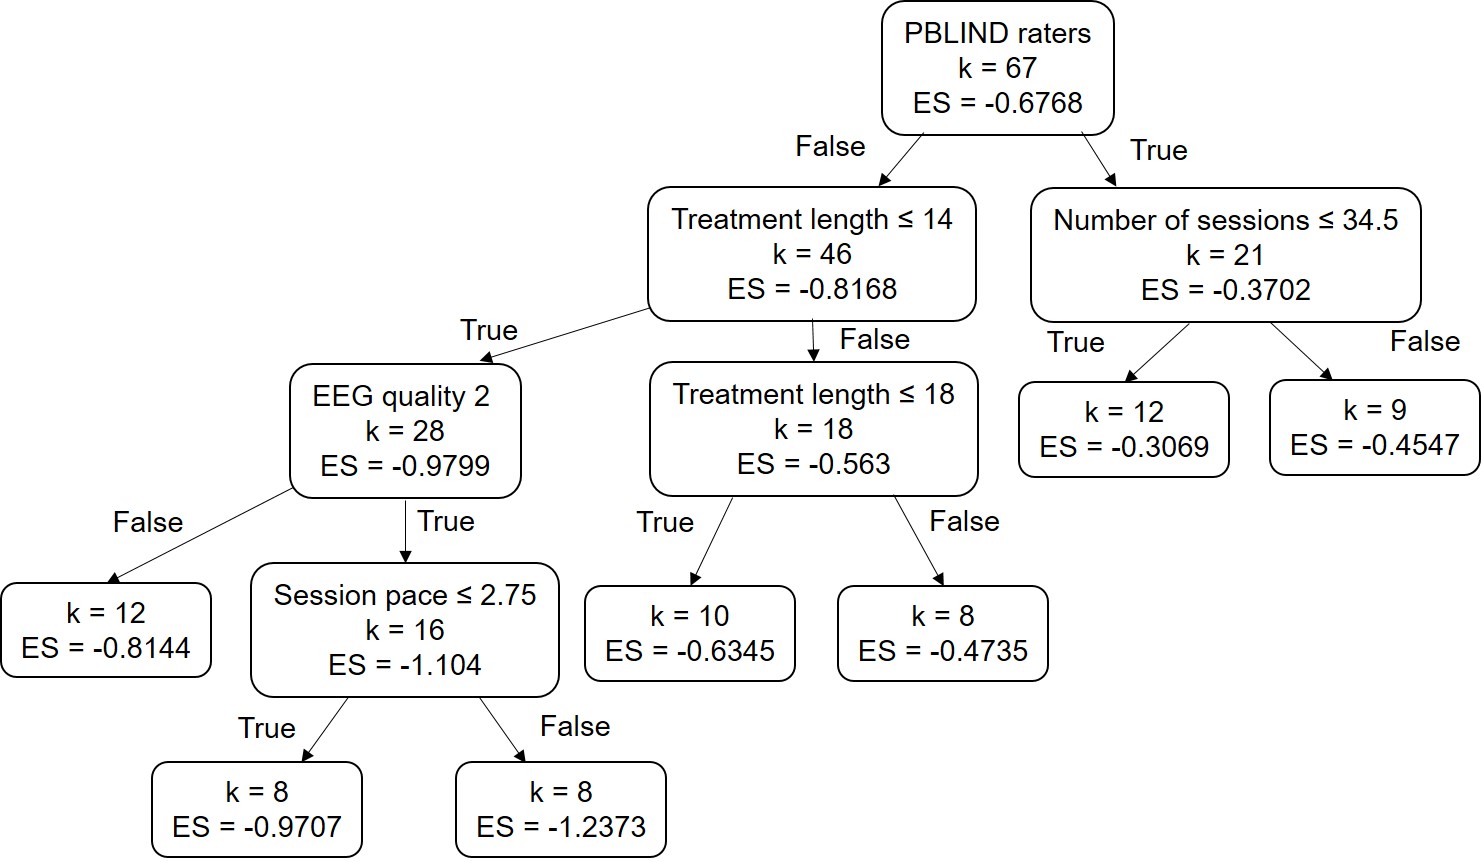 PBLIND raters
k = 67
ES = -0.6768
False
True
Treatment length ≤ 14
k = 46
ES = -0.8168
Number of sessions ≤ 34.5
k = 21
ES = -0.3702
True
False
True
False
EEG quality 2
k = 28
ES = -0.9799
Treatment length ≤ 18
k = 18
ES = -0.563
k = 12
ES = -0.3069
k = 9
ES = -0.4547
False
True
True
False
k = 12
ES = -0.8144
Session pace ≤ 2.75
k = 16
ES = -1.104
k = 10
ES = -0.6345
k = 8
ES = -0.4735
True
False
k = 8
ES = -0.9707
k = 8
ES = -1.2373